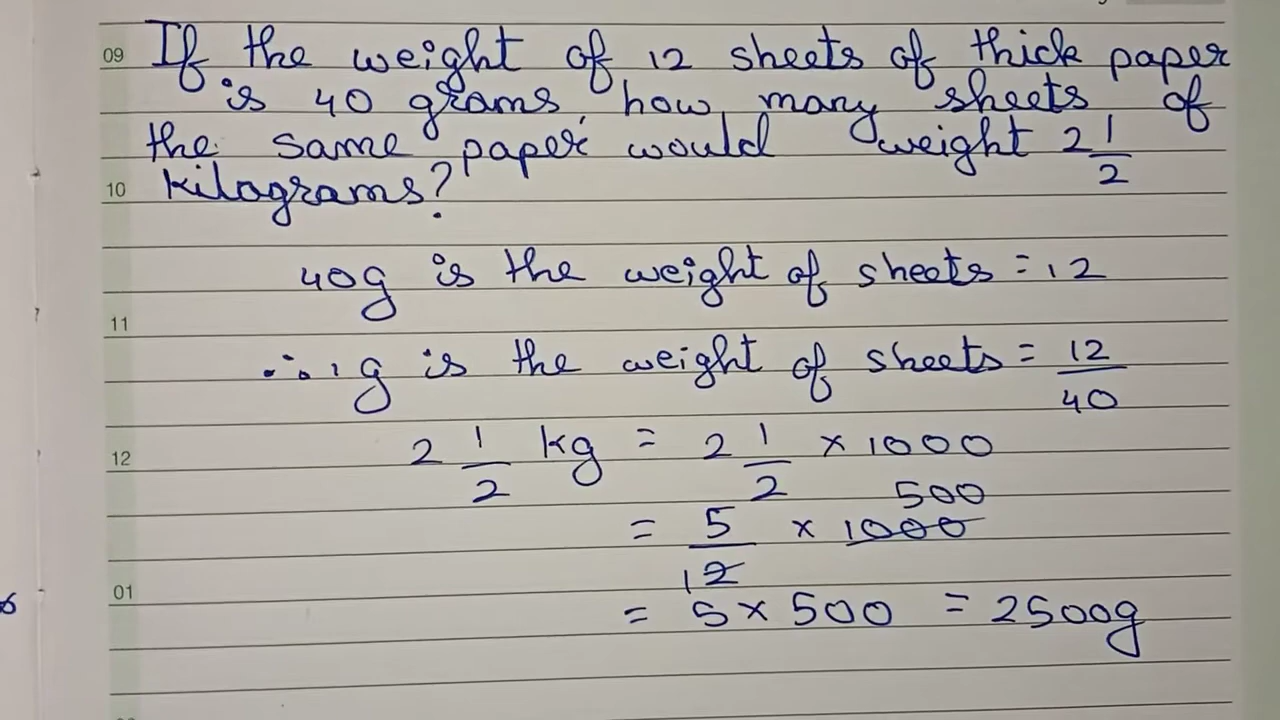 09 If the weight of 12 sheets of thick paper
is 40 grams, how many sheets of
the same paper would weight 2 1/2
10 kilograms?
40g is the weight of sheets = 12
11
∴ 1g is the weight of sheets = 12/40
12 2 1/2 kg = 2 1/2 × 1000
500
= 5/2 × 1000
1
01
= 5 × 500 = 2500g